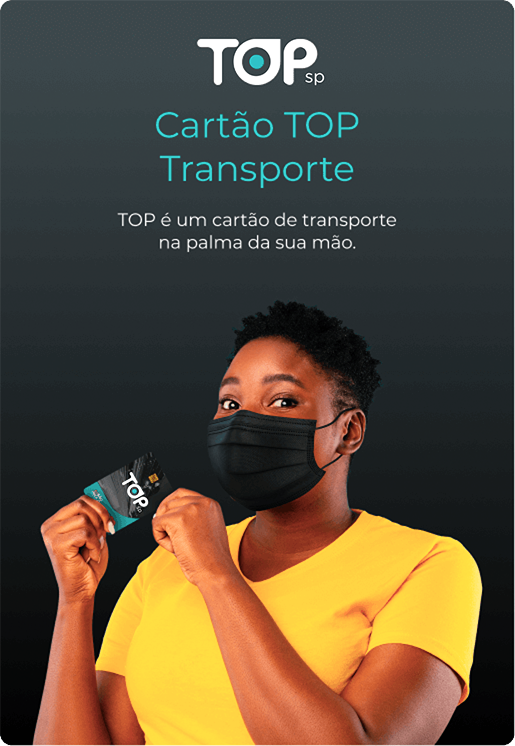 TOP
sp
Cartão TOP
Transporte
TOP é um cartão de transporte
na palma da sua mão.
TOP